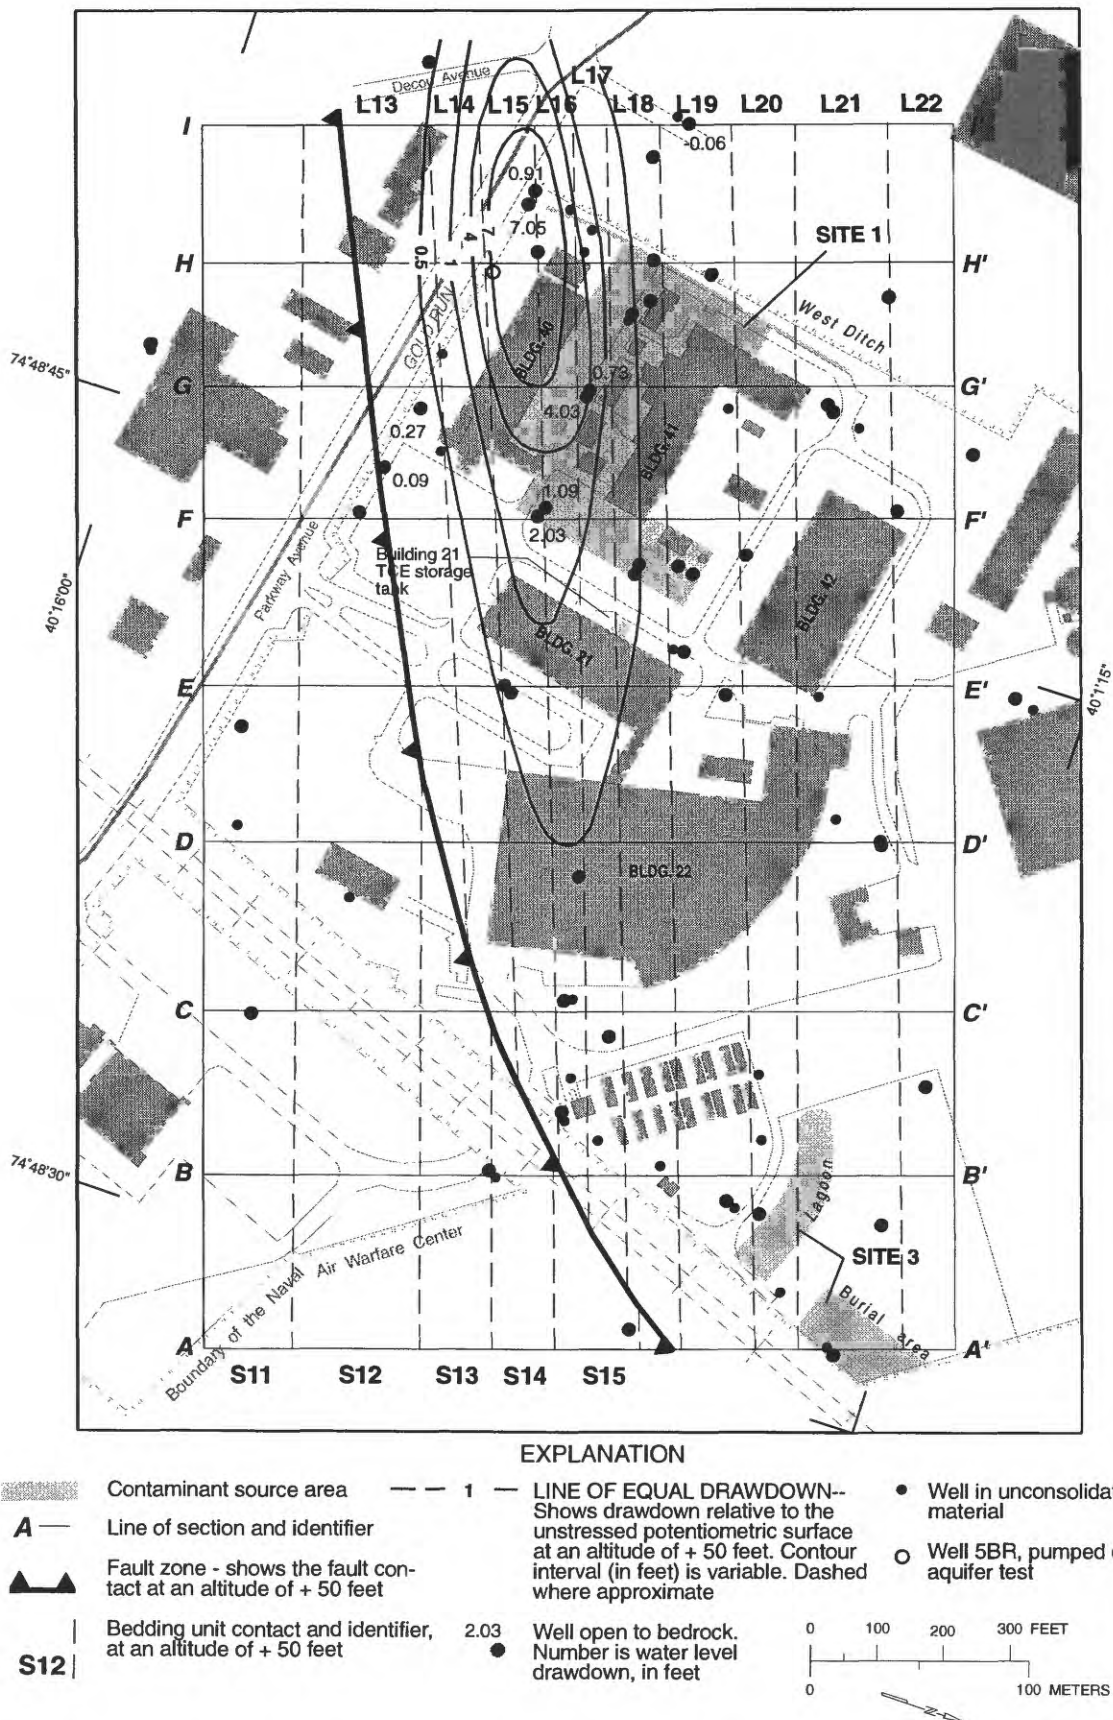 L17
Decou Avenue
L13 L14 L15 L16 L18 L19 L20 L21 L22
I
-0.06
0.91
7.05
SITE 1
H H'
7
4
1
0.5
GOLD RUN
West Ditch
BLDG. 40
74°48'45"
0.73
G G'
4.03
0.27
BLDG. 41
0.09
1.09
F F'
2.03
Parkway Avenue
Building 21
TCE storage
tank
BLDG. 42
40°16'00"
BLDG. 21
E E'
40°1'15"
D D'
BLDG. 22
C C'
74°48'30"
B B'
Lagoon
Boundary of the Naval Air Warfare Center
SITE 3
Burial area
A A'
S11 S12 S13 S14 S15
EXPLANATION
Contaminant source area
A Line of section and identifier
Fault zone - shows the fault con-
tact at an altitude of + 50 feet
Bedding unit contact and identifier,
at an altitude of + 50 feet
S12
1 LINE OF EQUAL DRAWDOWN--
Shows drawdown relative to the
unstressed potentiometric surface
at an altitude of + 50 feet. Contour
interval (in feet) is variable. Dashed
where approximate
2.03 Well open to bedrock.
Number is water level
drawdown, in feet
Well in unconsolida
material
Well 5BR, pumped
aquifer test
0 100 200 300 FEET
0 100 METERS
N